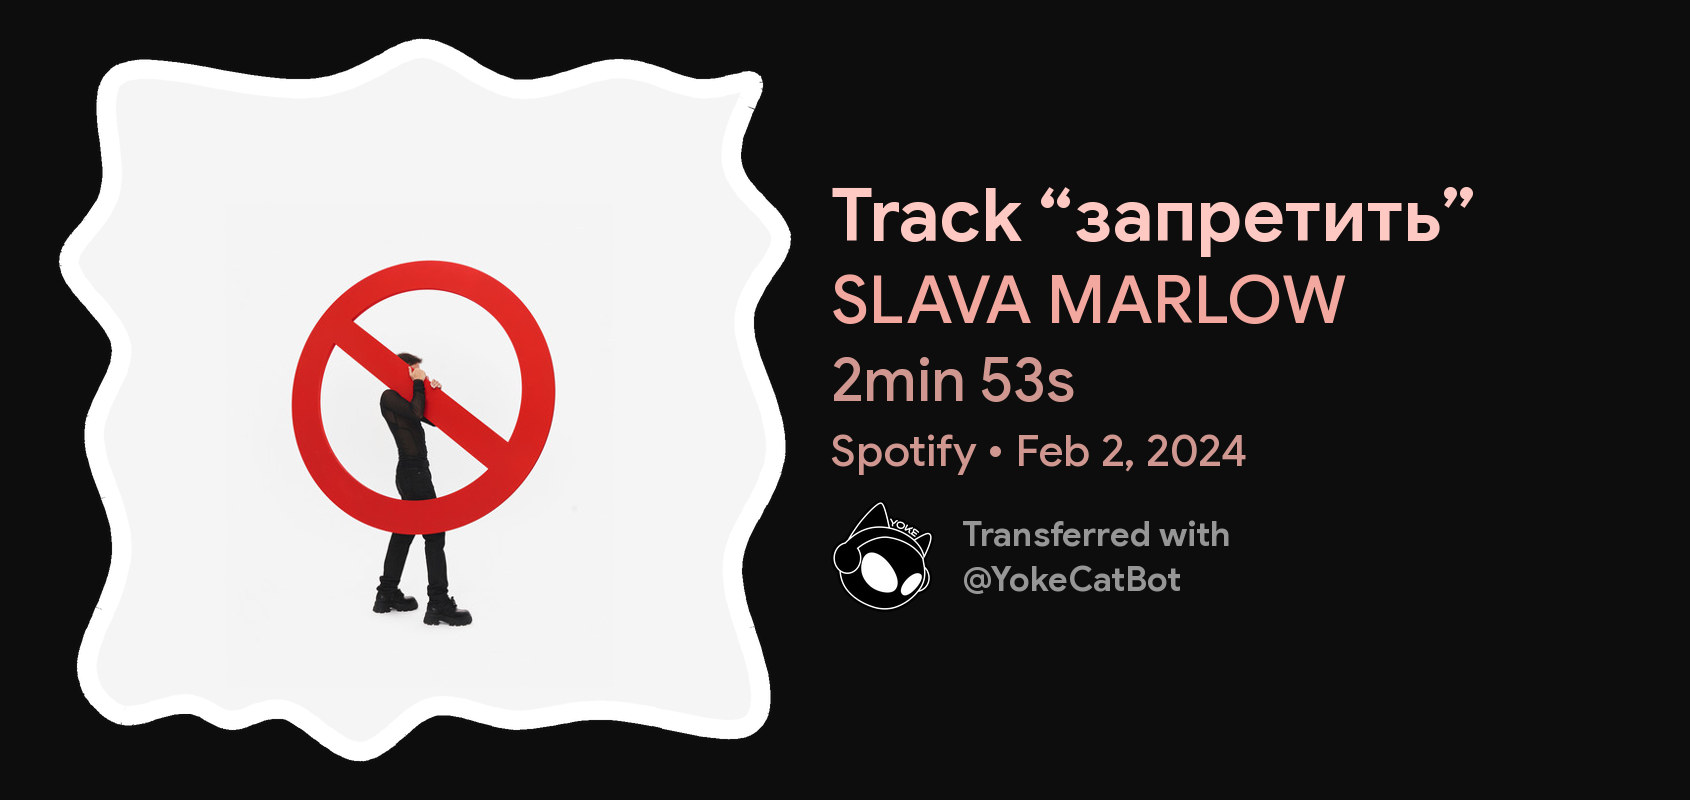 Track “запретить”
SLAVA MARLOW
2min 53s
Spotify • Feb 2, 2024
YOKE
Transferred with
@YokeCatBot